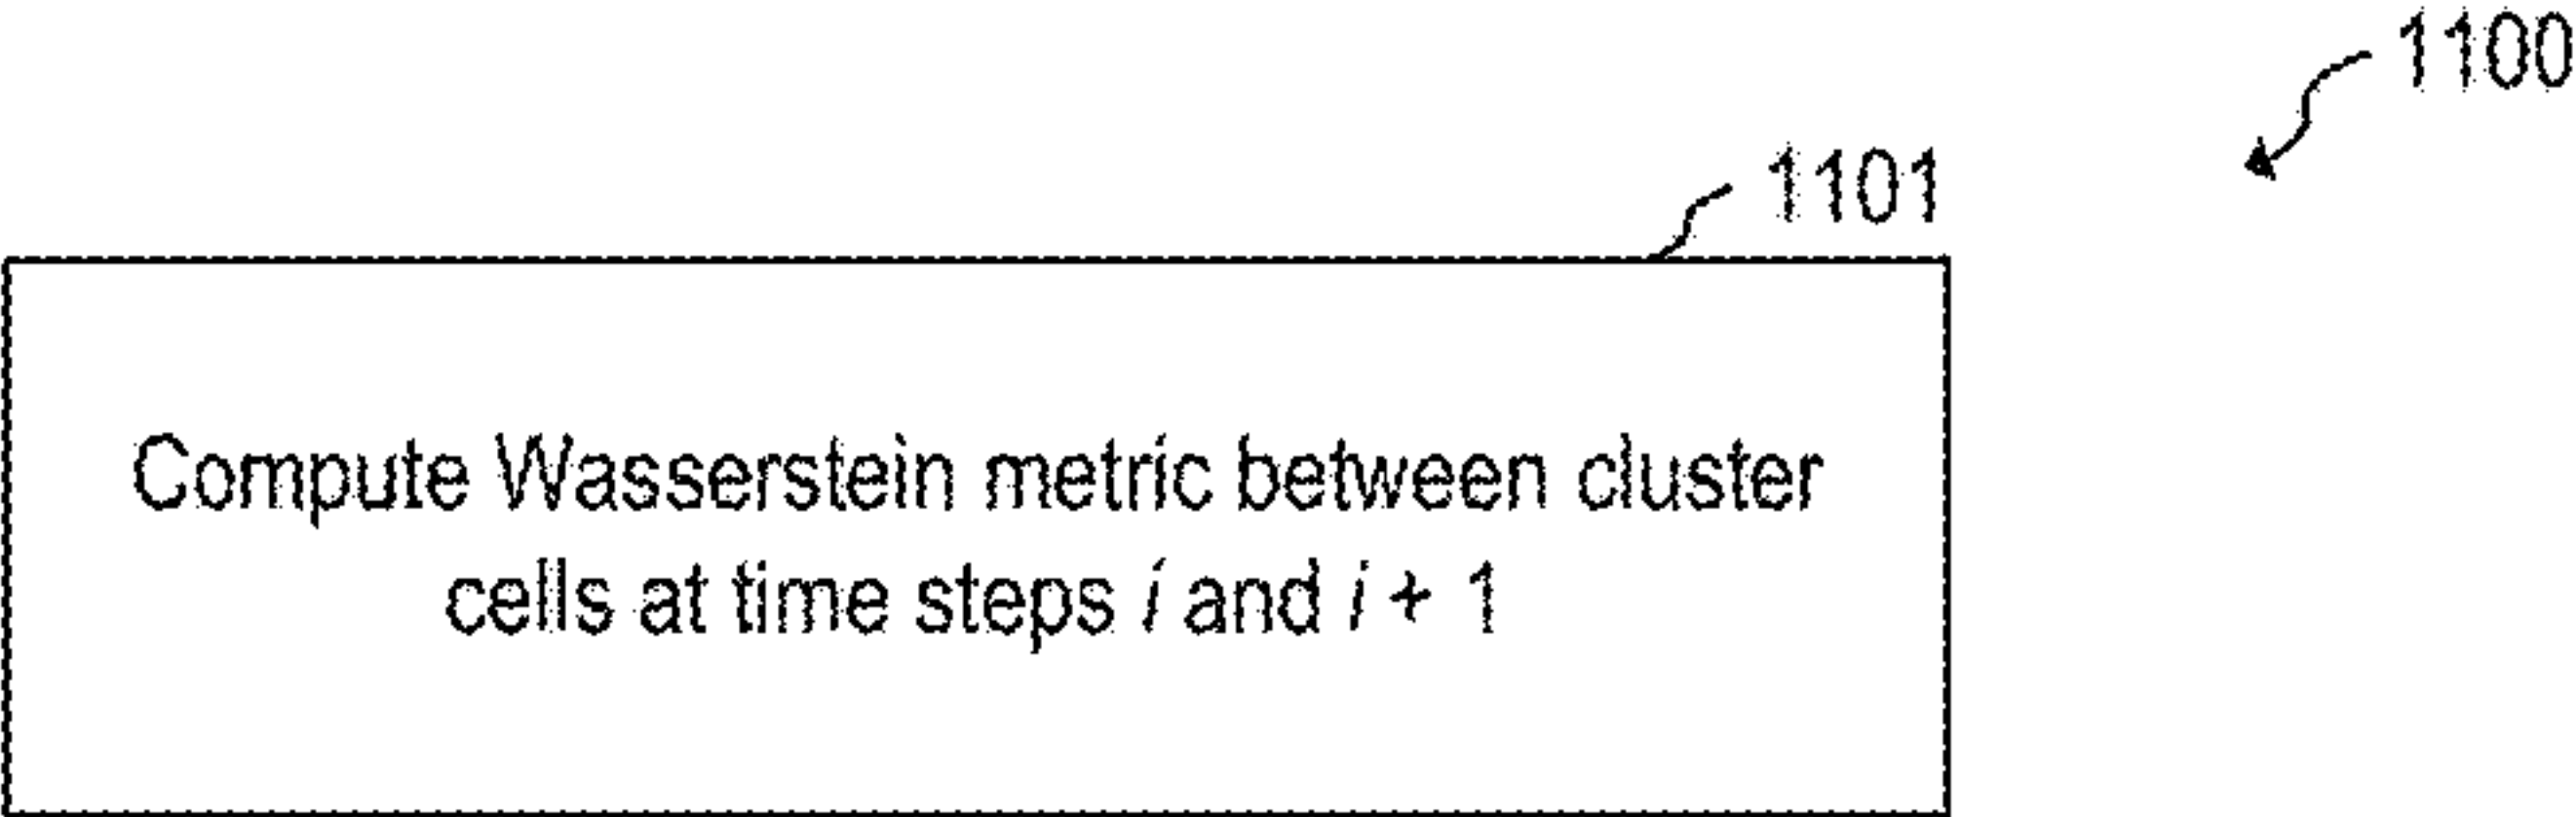 1100
1101
Compute Wasserstein metric between cluster
cells at time steps i and i + 1